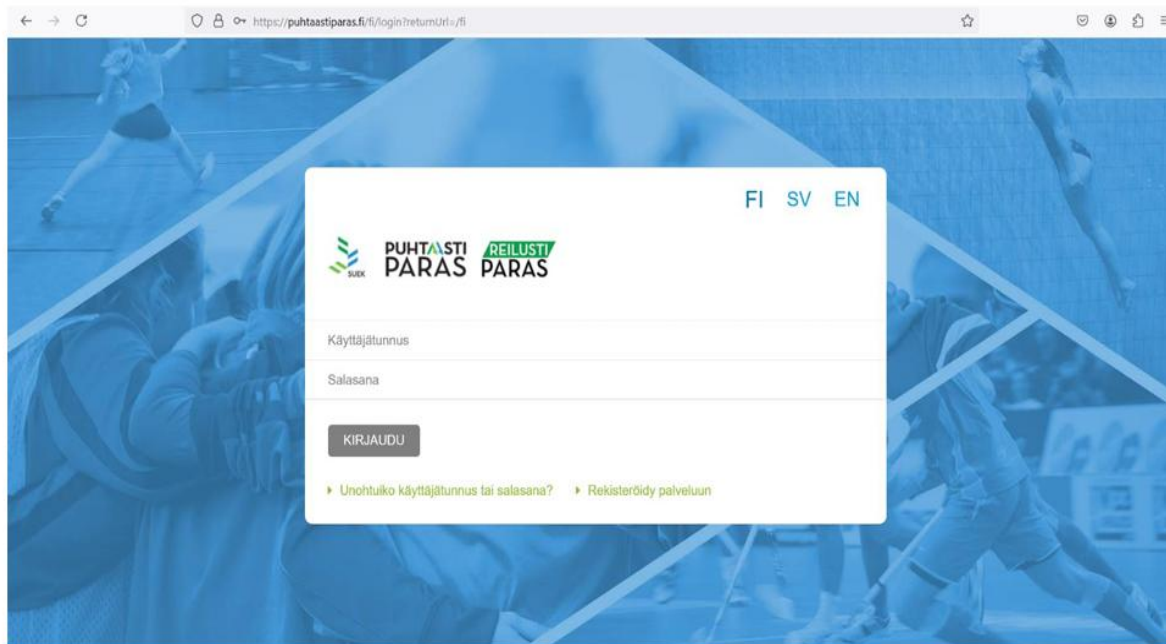 https://puhtaastiparas.fi/fi/login?returnUrl=/fi
FI SV EN
SUEK PUHTAASTI PARAS REILUSTI PARAS
Käyttäjätunnus
Salasana
KIRJAUDU
Unohtuiko käyttäjätunnus tai salasana? Rekisteröidy palveluun